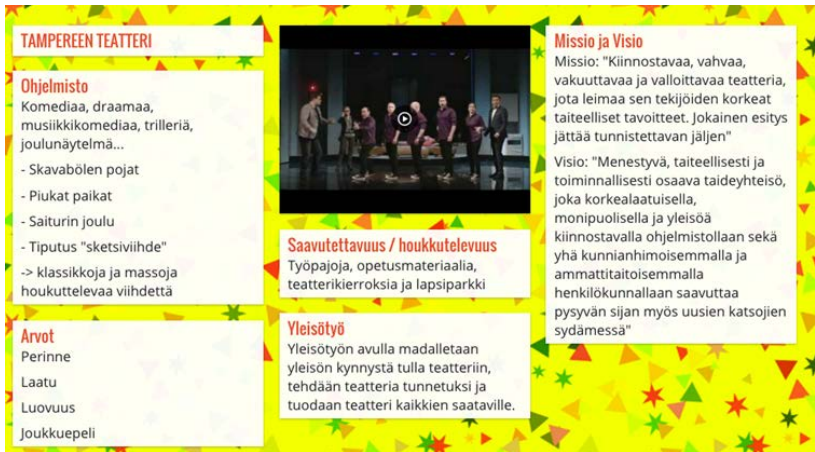 TAMPEREEN TEATTERI
Ohjelmisto
Komediaa, draamaa,
musiikkikomediaa, trilleriä,
joulunäytelmä...
- Skavabölen pojat
- Piukat paikat
- Saiturin joulu
- Tiputus "sketsiviihde"
-> klassikkoja ja massoja
houkuttelevaa viihdettä
Arvot
Perinne
Laatu
Luovuus
Joukkuepeli
Saavutettavuus / houkkutelevuus
Työpajoja, opetusmateriaalia,
teatterikierroksia ja lapsiparkki
Yleisötyö
Yleisötyön avulla madalletaan
yleisön kynnystä tulla teatteriin,
tehdään teatteria tunnetuksi ja
tuodaan teatteri kaikkien saataville.
Missio ja Visio
Missio: "Kiinnostavaa, vahvaa,
vakuuttavaa ja valloittavaa teatteria,
jota leimaa sen tekijöiden korkeat
taiteelliset tavoitteet. Jokainen esitys
jättää tunnistettavan jäljen"
Visio: "Menestyvä, taiteellisesti ja
toiminnallisesti osaava taideyhteisö,
joka korkealaatuisella,
monipuolisella ja yleisöä
kiinnostavalla ohjelmistollaan sekä
yhä kunnianhimoisemmalla ja
ammattitaitoisemmalla
henkilökunnallaan saavuttaa
pysyvän sijan myös uusien katsojien
sydämessä"